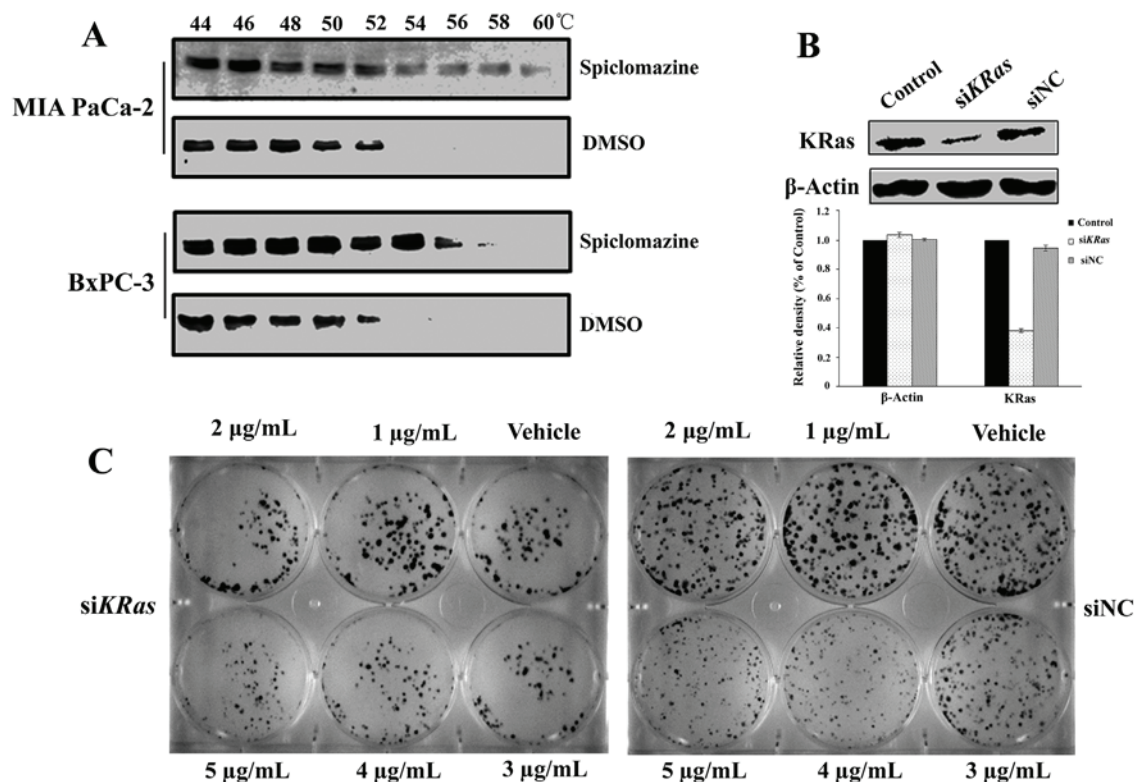 A
44 46 48 50 52 54 56 58 60℃
MIA PaCa-2
Spiclomazine
DMSO
BxPC-3
Spiclomazine
DMSO
B
Control siKRas siNC
KRas
β-Actin
Relative density (% of Control)
1.2
1.0
0.8
0.6
0.4
0.2
0
β-Actin KRas
Control
siKRas
siNC
C
2 μg/mL 1 μg/mL Vehicle
siKRas
5 μg/mL 4 μg/mL 3 μg/mL
2 μg/mL 1 μg/mL Vehicle
siNC
5 μg/mL 4 μg/mL 3 μg/mL